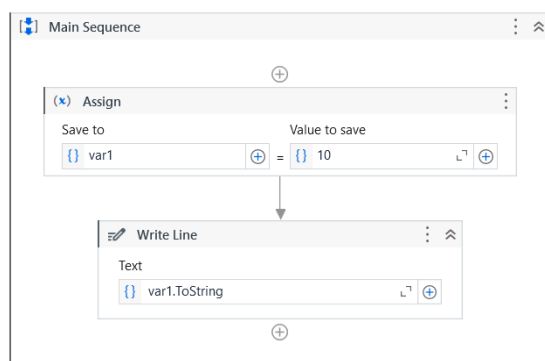 Main Sequence
(x) Assign
Save to Value to save
{} var1 = {} 10
Write Line
Text
{} var1.ToString